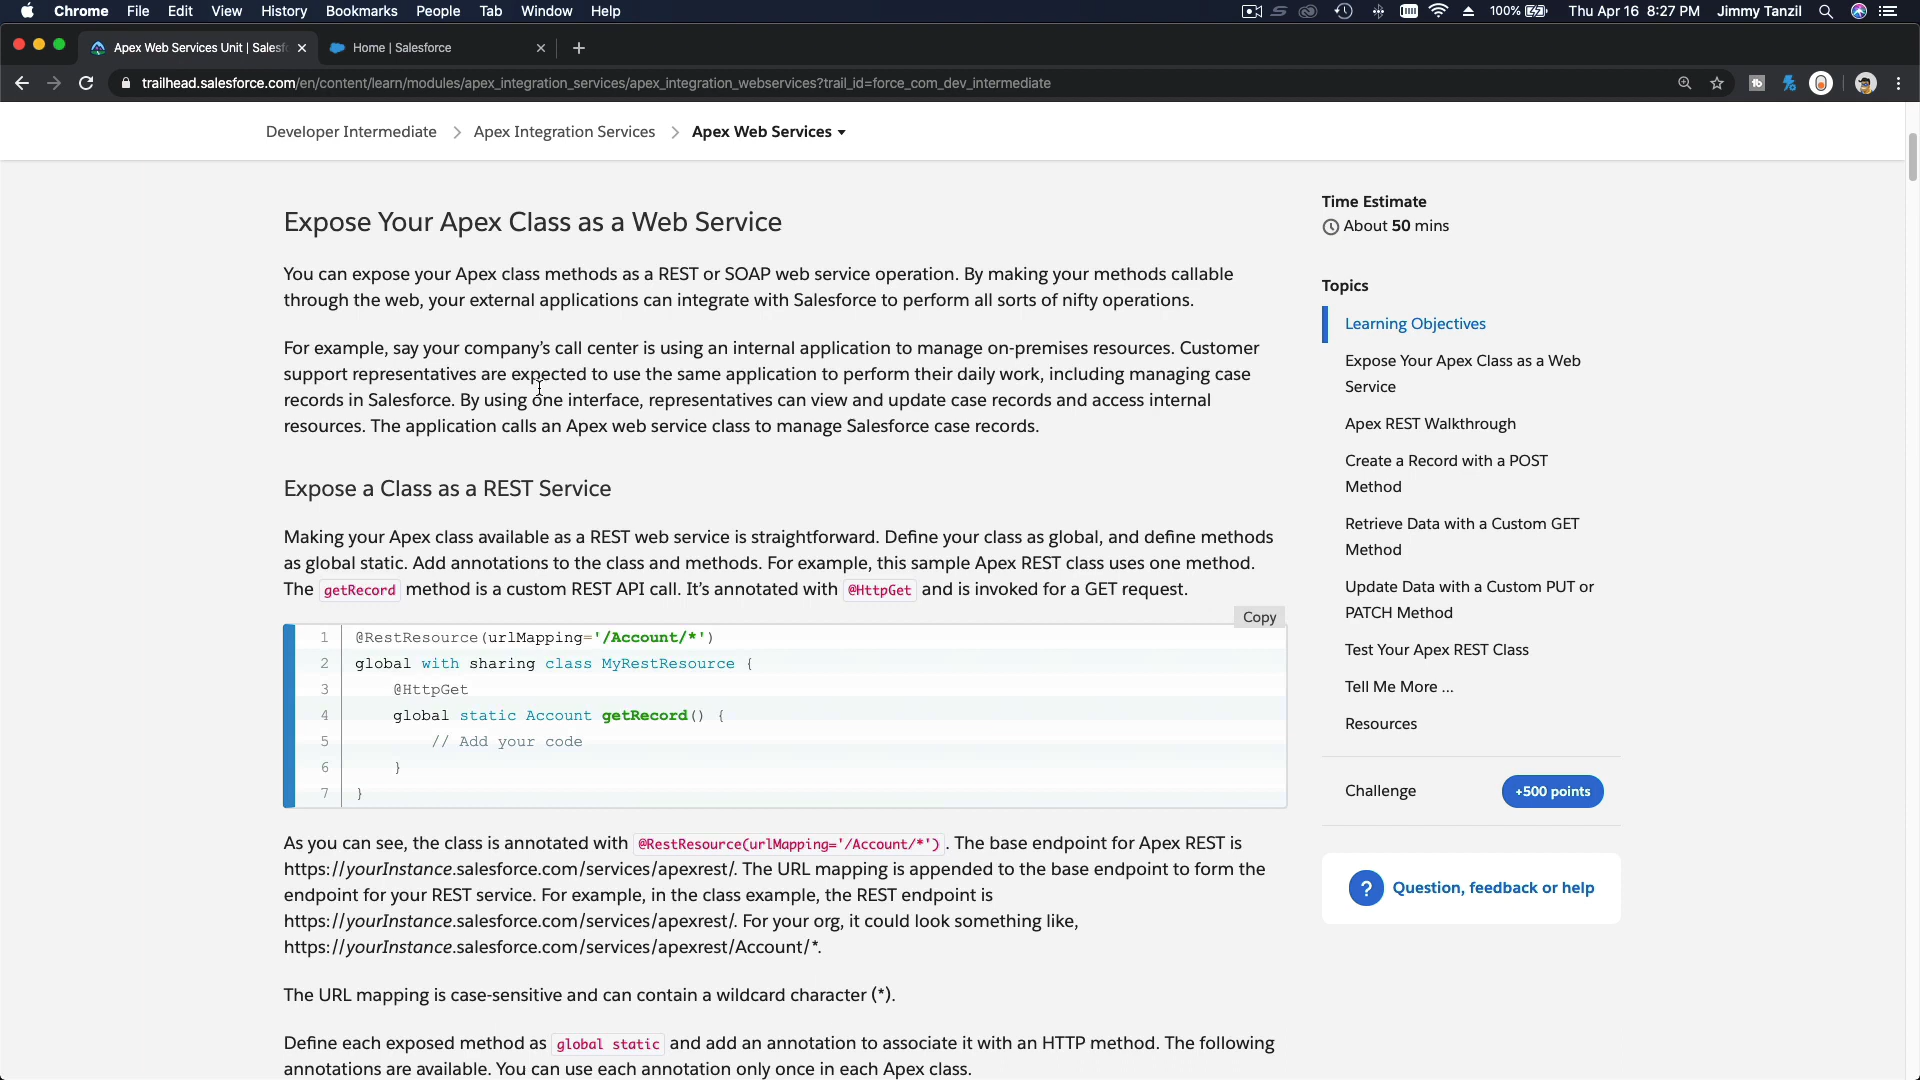 Chrome File Edit View History Bookmarks People Tab Window Help 100% Thu Apr 16 8:27 PM Jimmy Tanzil
Apex Web Services Unit | Salesf Home | Salesforce
trailhead.salesforce.com/en/content/learn/modules/apex_integration_services/apex_integration_webservices?trail_id=force_com_dev_intermediate
Developer Intermediate > Apex Integration Services > Apex Web Services
Expose Your Apex Class as a Web Service
You can expose your Apex class methods as a REST or SOAP web service operation. By making your methods callable
through the web, your external applications can integrate with Salesforce to perform all sorts of nifty operations.
For example, say your company's call center is using an internal application to manage on-premises resources. Customer
support representatives are expected to use the same application to perform their daily work, including managing case
records in Salesforce. By using one interface, representatives can view and update case records and access internal
resources. The application calls an Apex web service class to manage Salesforce case records.
Expose a Class as a REST Service
Making your Apex class available as a REST web service is straightforward. Define your class as global, and define methods
as global static. Add annotations to the class and methods. For example, this sample Apex REST class uses one method.
The getRecord method is a custom REST API call. It's annotated with @HttpGet and is invoked for a GET request.
Copy
1 @RestResource(urlMapping='/Account/*')
2 global with sharing class MyRestResource {
3 @HttpGet
4 global static Account getRecord() {
5 // Add your code
6 }
7 }
As you can see, the class is annotated with @RestResource(urlMapping='/Account/*'). The base endpoint for Apex REST is
https://yourInstance.salesforce.com/services/apexrest/. The URL mapping is appended to the base endpoint to form the
endpoint for your REST service. For example, in the class example, the REST endpoint is
https://yourInstance.salesforce.com/services/apexrest/. For your org, it could look something like,
https://yourInstance.salesforce.com/services/apexrest/Account/*.
The URL mapping is case-sensitive and can contain a wildcard character (*).
Define each exposed method as global static and add an annotation to associate it with an HTTP method. The following
annotations are available. You can use each annotation only once in each Apex class.
Time Estimate
About 50 mins
Topics
Learning Objectives
Expose Your Apex Class as a Web
Service
Apex REST Walkthrough
Create a Record with a POST
Method
Retrieve Data with a Custom GET
Method
Update Data with a Custom PUT or
PATCH Method
Test Your Apex REST Class
Tell Me More ...
Resources
Challenge +500 points
? Question, feedback or help